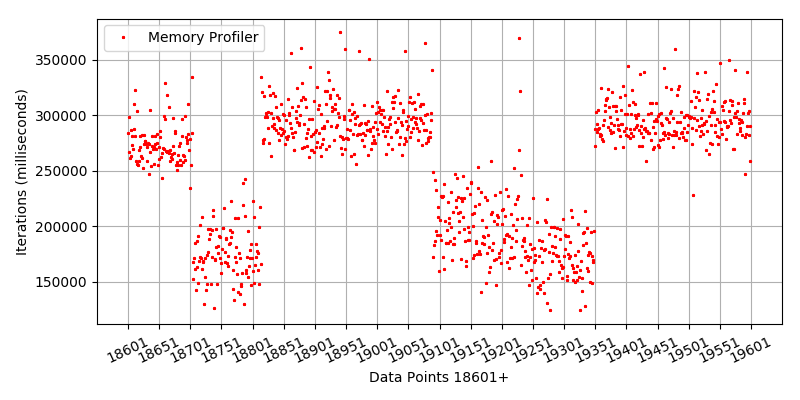 Memory Profiler
Iterations (milliseconds)
350000
300000
250000
200000
150000
18601 18651 18701 18751 18801 18851 18901 18951 19001 19051 19101 19151 19201 19251 19301 19351 19401 19451 19501 19551 19601
Data Points 18601+